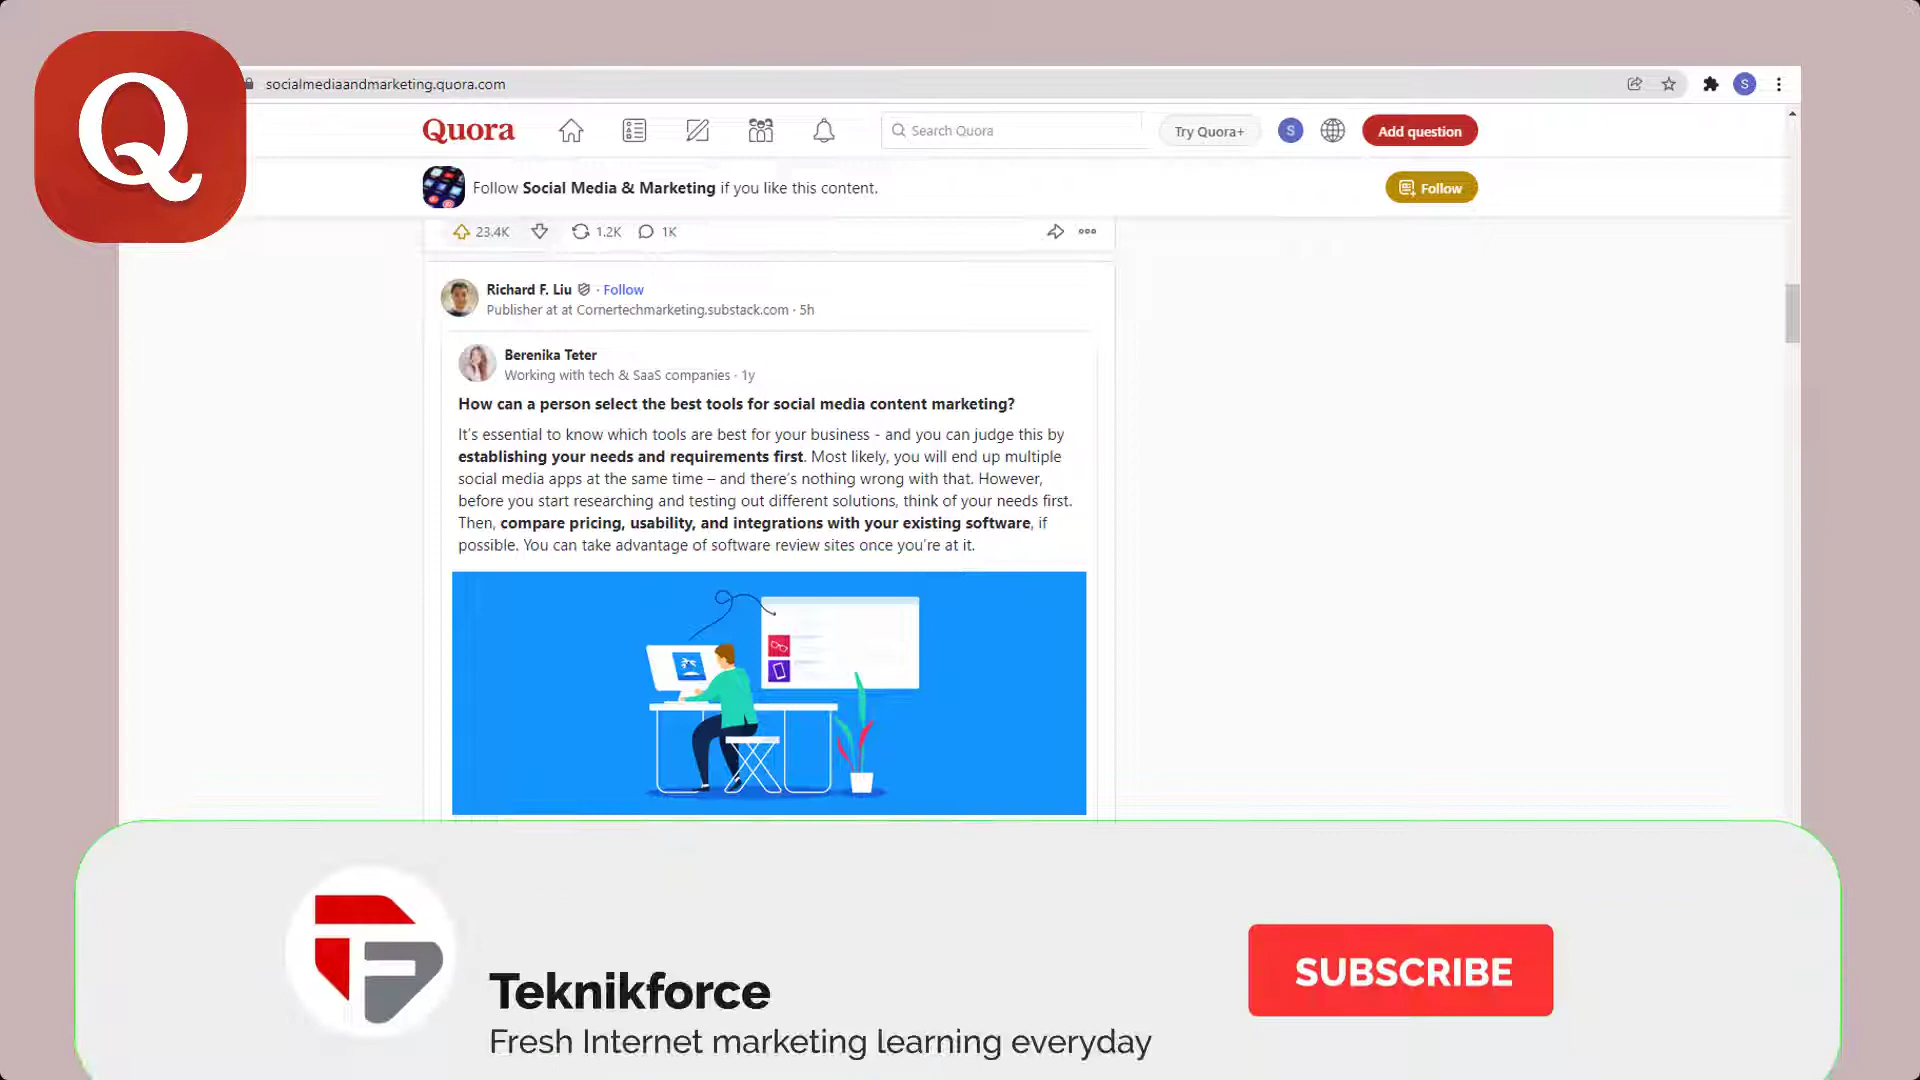 Q
socialmediaandmarketing.quora.com
S
Quora
Search Quora
Try Quora+
S
Add question
Follow Social Media & Marketing if you like this content.
Follow
23.4K
1.2K
1K
Richard F. Liu · Follow
Publisher at at Cornertechmarketing.substack.com · 5h
Berenika Teter
Working with tech & SaaS companies · 1y
How can a person select the best tools for social media content marketing?
It's essential to know which tools are best for your business - and you can judge this by
establishing your needs and requirements first. Most likely, you will end up multiple
social media apps at the same time – and there's nothing wrong with that. However,
before you start researching and testing out different solutions, think of your needs first.
Then, compare pricing, usability, and integrations with your existing software, if
possible. You can take advantage of software review sites once you're at it.
Teknikforce
Fresh Internet marketing learning everyday
SUBSCRIBE